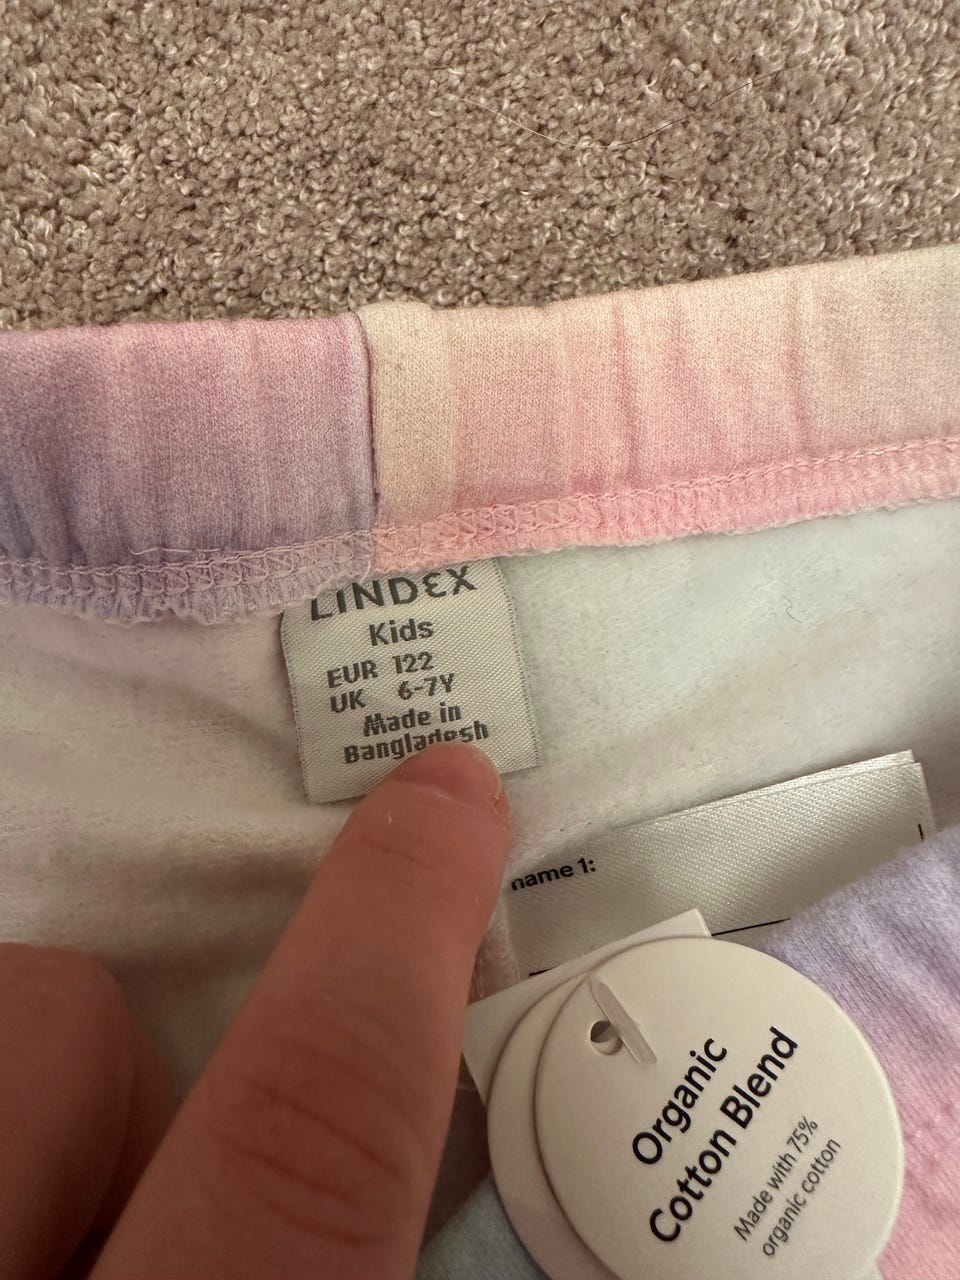 LINDEX
Kids
EUR 122
UK 6-7Y
Made in
Bangladesh
name 1:
Organic
Cotton Blend
Made with 75%
organic cotton